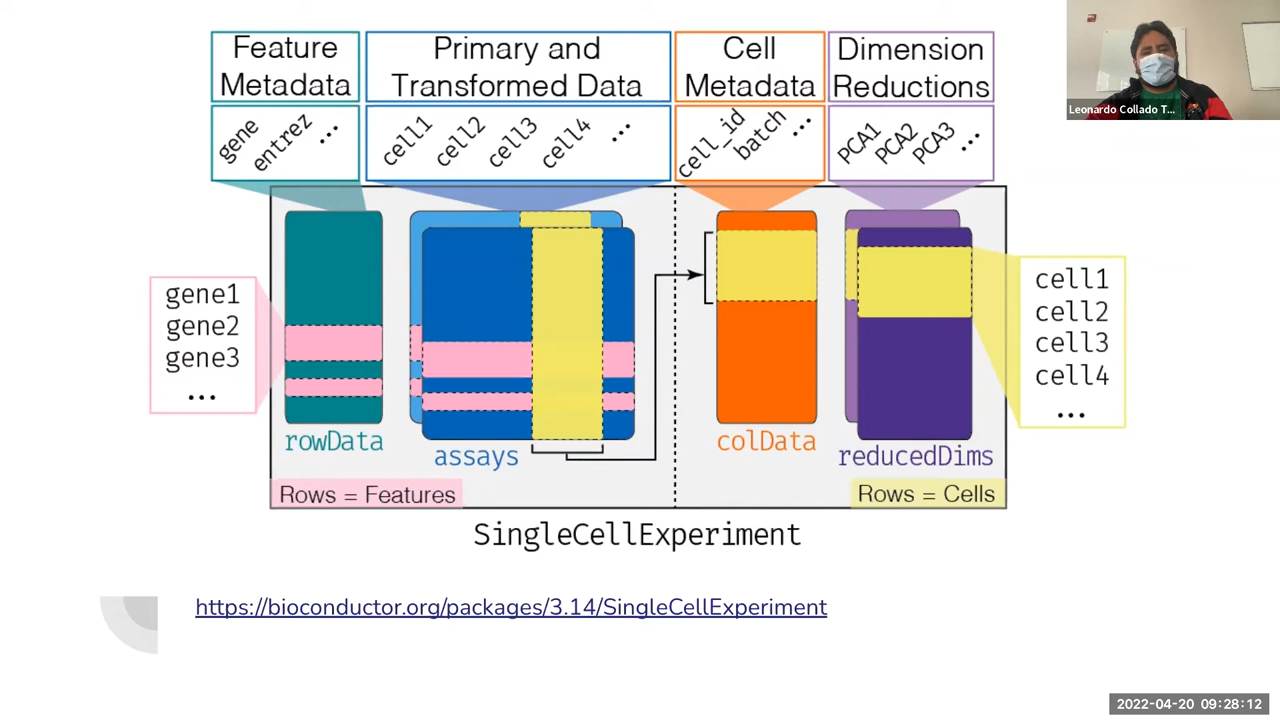 Feature
Metadata
Primary and
Transformed Data
Cell
Metadata
Dimension
Reductions
gene
entrez
...
cell1
cell2
cell3
cell4
...
cell_id
batch
...
PCA1
PCA2
PCA3
...
Leonardo Collado T...
gene1
gene2
gene3
...
rowData
assays
colData
reducedDims
cell1
cell2
cell3
cell4
...
Rows = Features
Rows = Cells
SingleCellExperiment
https://bioconductor.org/packages/3.14/SingleCellExperiment
2022-04-20 09:28:12